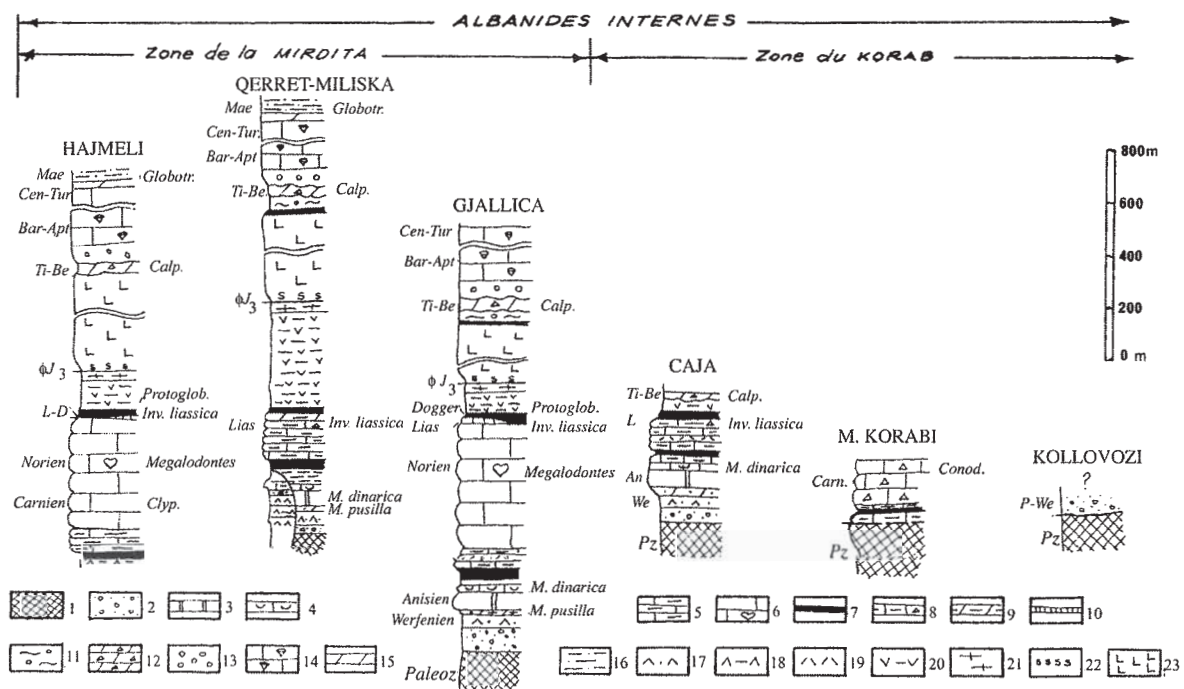 ALBANIDES INTERNES
Zone de la MIRDITA
Zone du KORAB
QERRET-MILISKA
Mae Globotr.
Cen-Tur.
Bar-Apt
Ti-Be Calp.
ϕJ3
Lias Inv. liassica
M. dinarica
M. pusilla
HAJMELI
Mae Globotr.
Cen-Tur
Bar-Apt
Ti-Be Calp.
ϕJ3
Protoglob.
L-D Inv. liassica
Norien Megalodontes
Carnien Clyp.
GJALLICA
Cen-Tur
Bar-Apt
Ti-Be Calp.
ϕJ3
Dogger Protoglob.
Lias Inv. liassica
Norien Megalodontes
M. dinarica
Anisien
M. pusilla
Werfenien
Paleoz
800m
600
400
200
0 m
CAJA
Ti-Be Calp.
L Inv. liassica
M. dinarica
An
We
Pz
M. KORABI
Conod.
Carn.
Pz
KOLLOVOZI
?
P-We
Pz
1 2 3 4
5 6 7 8 9 10
11 12 13 14 15
16 17 18 19 20 21 22 23